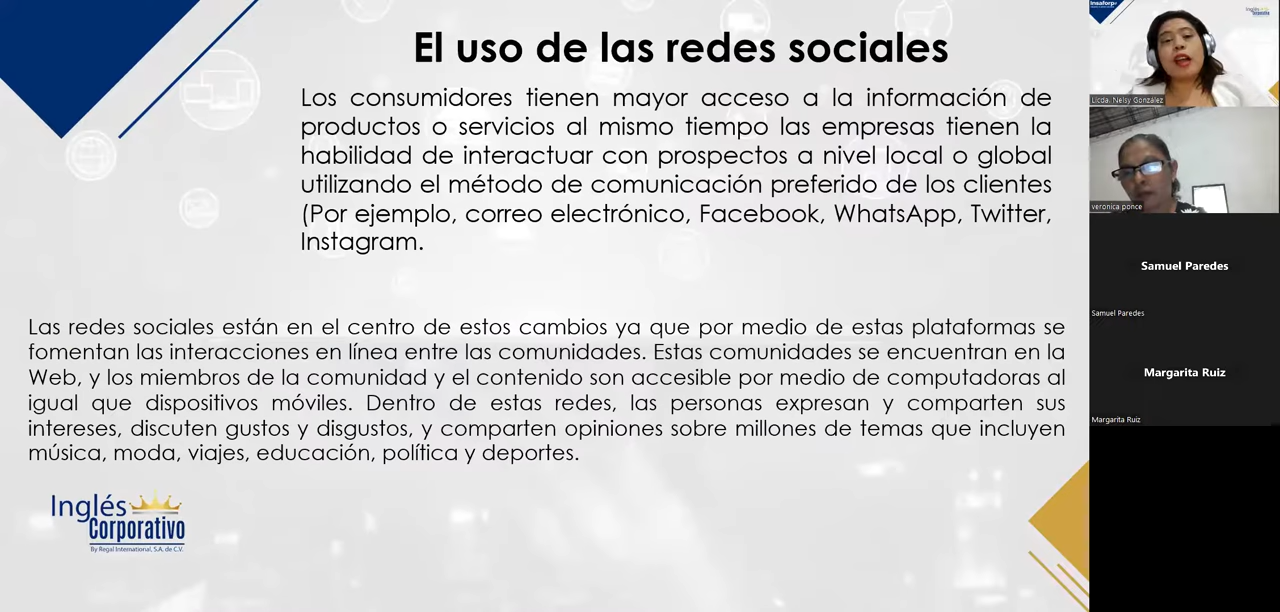 El uso de las redes sociales
Los consumidores tienen mayor acceso a la información de
productos o servicios al mismo tiempo las empresas tienen la
habilidad de interactuar con prospectos a nivel local o global
utilizando el método de comunicación preferido de los clientes
(Por ejemplo, correo electrónico, Facebook, WhatsApp, Twitter,
Instagram.
Las redes sociales están en el centro de estos cambios ya que por medio de estas plataformas se
fomentan las interacciones en línea entre las comunidades. Estas comunidades se encuentran en la
Web, y los miembros de la comunidad y el contenido son accesible por medio de computadoras al
igual que dispositivos móviles. Dentro de estas redes, las personas expresan y comparten sus
intereses, discuten gustos y disgustos, y comparten opiniones sobre millones de temas que incluyen
música, moda, viajes, educación, política y deportes.
Inglés
Corporativo
By Regal International, S.A. de C.V.
Insaforp
Licda. Nelsy González
veronica ponce
Samuel Paredes
Samuel Paredes
Margarita Ruiz
Margarita Ruiz